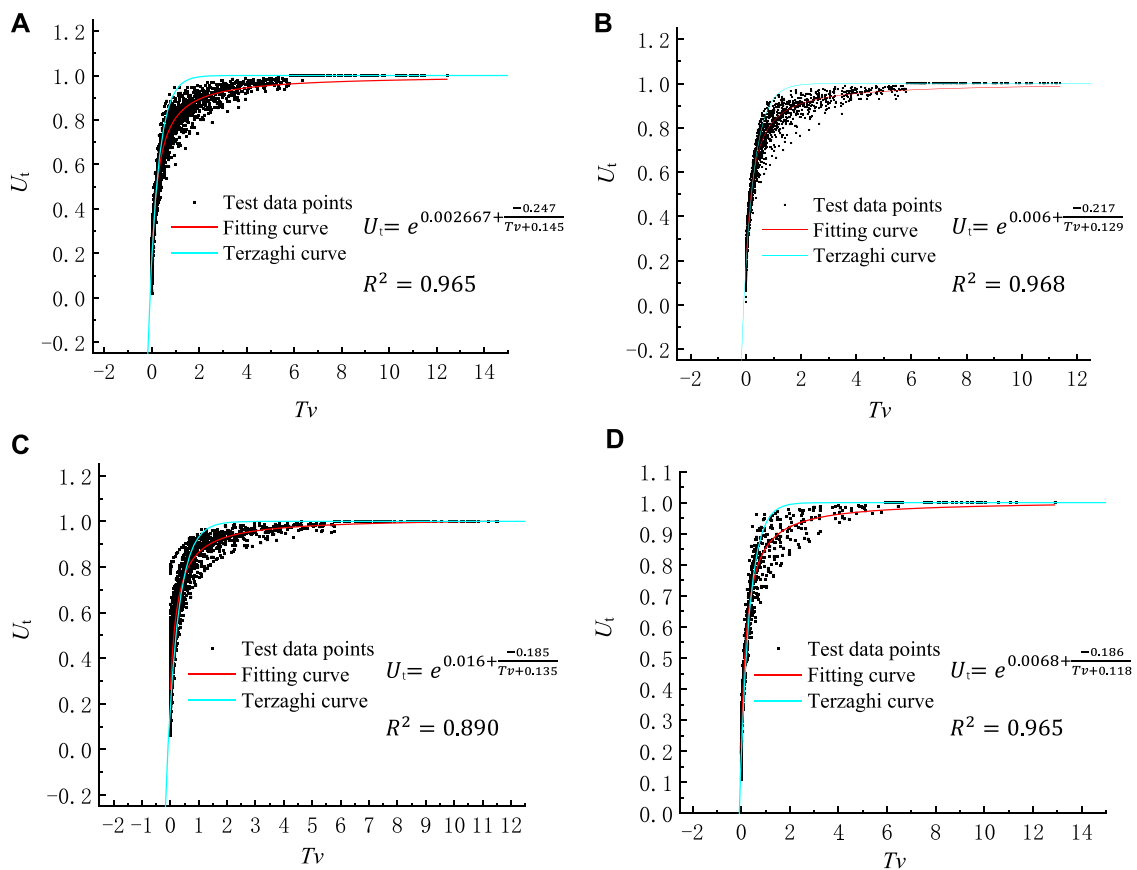 A
1.2
1.0
0.8
0.6
0.4
0.2
0.0
-0.2
Ut
-2 0 2 4 6 8 10 12 14
Tv
Test data points
Fitting curve
Terzaghi curve
Ut = e^{0.002667+\frac{-0.247}{Tv+0.145}}
R² = 0.965
B
1.2
1.0
0.8
0.6
0.4
0.2
0.0
-0.2
Ut
-2 0 2 4 6 8 10 12
Tv
Test data points
Fitting curve
Terzaghi curve
Ut = e^{0.006+\frac{-0.217}{Tv+0.129}}
R² = 0.968
C
1.2
1.0
0.8
0.6
0.4
0.2
0.0
-0.2
Ut
-2 -1 0 1 2 3 4 5 6 7 8 9 10 11 12
Tv
Test data points
Fitting curve
Terzaghi curve
Ut = e^{0.016+\frac{-0.185}{Tv+0.135}}
R² = 0.890
D
1.1
1.0
0.9
0.8
0.7
0.6
0.5
0.4
0.3
0.2
0.1
0.0
Ut
-2 0 2 4 6 8 10 12 14
Tv
Test data points
Fitting curve
Terzaghi curve
Ut = e^{0.0068+\frac{-0.186}{Tv+0.118}}
R² = 0.965